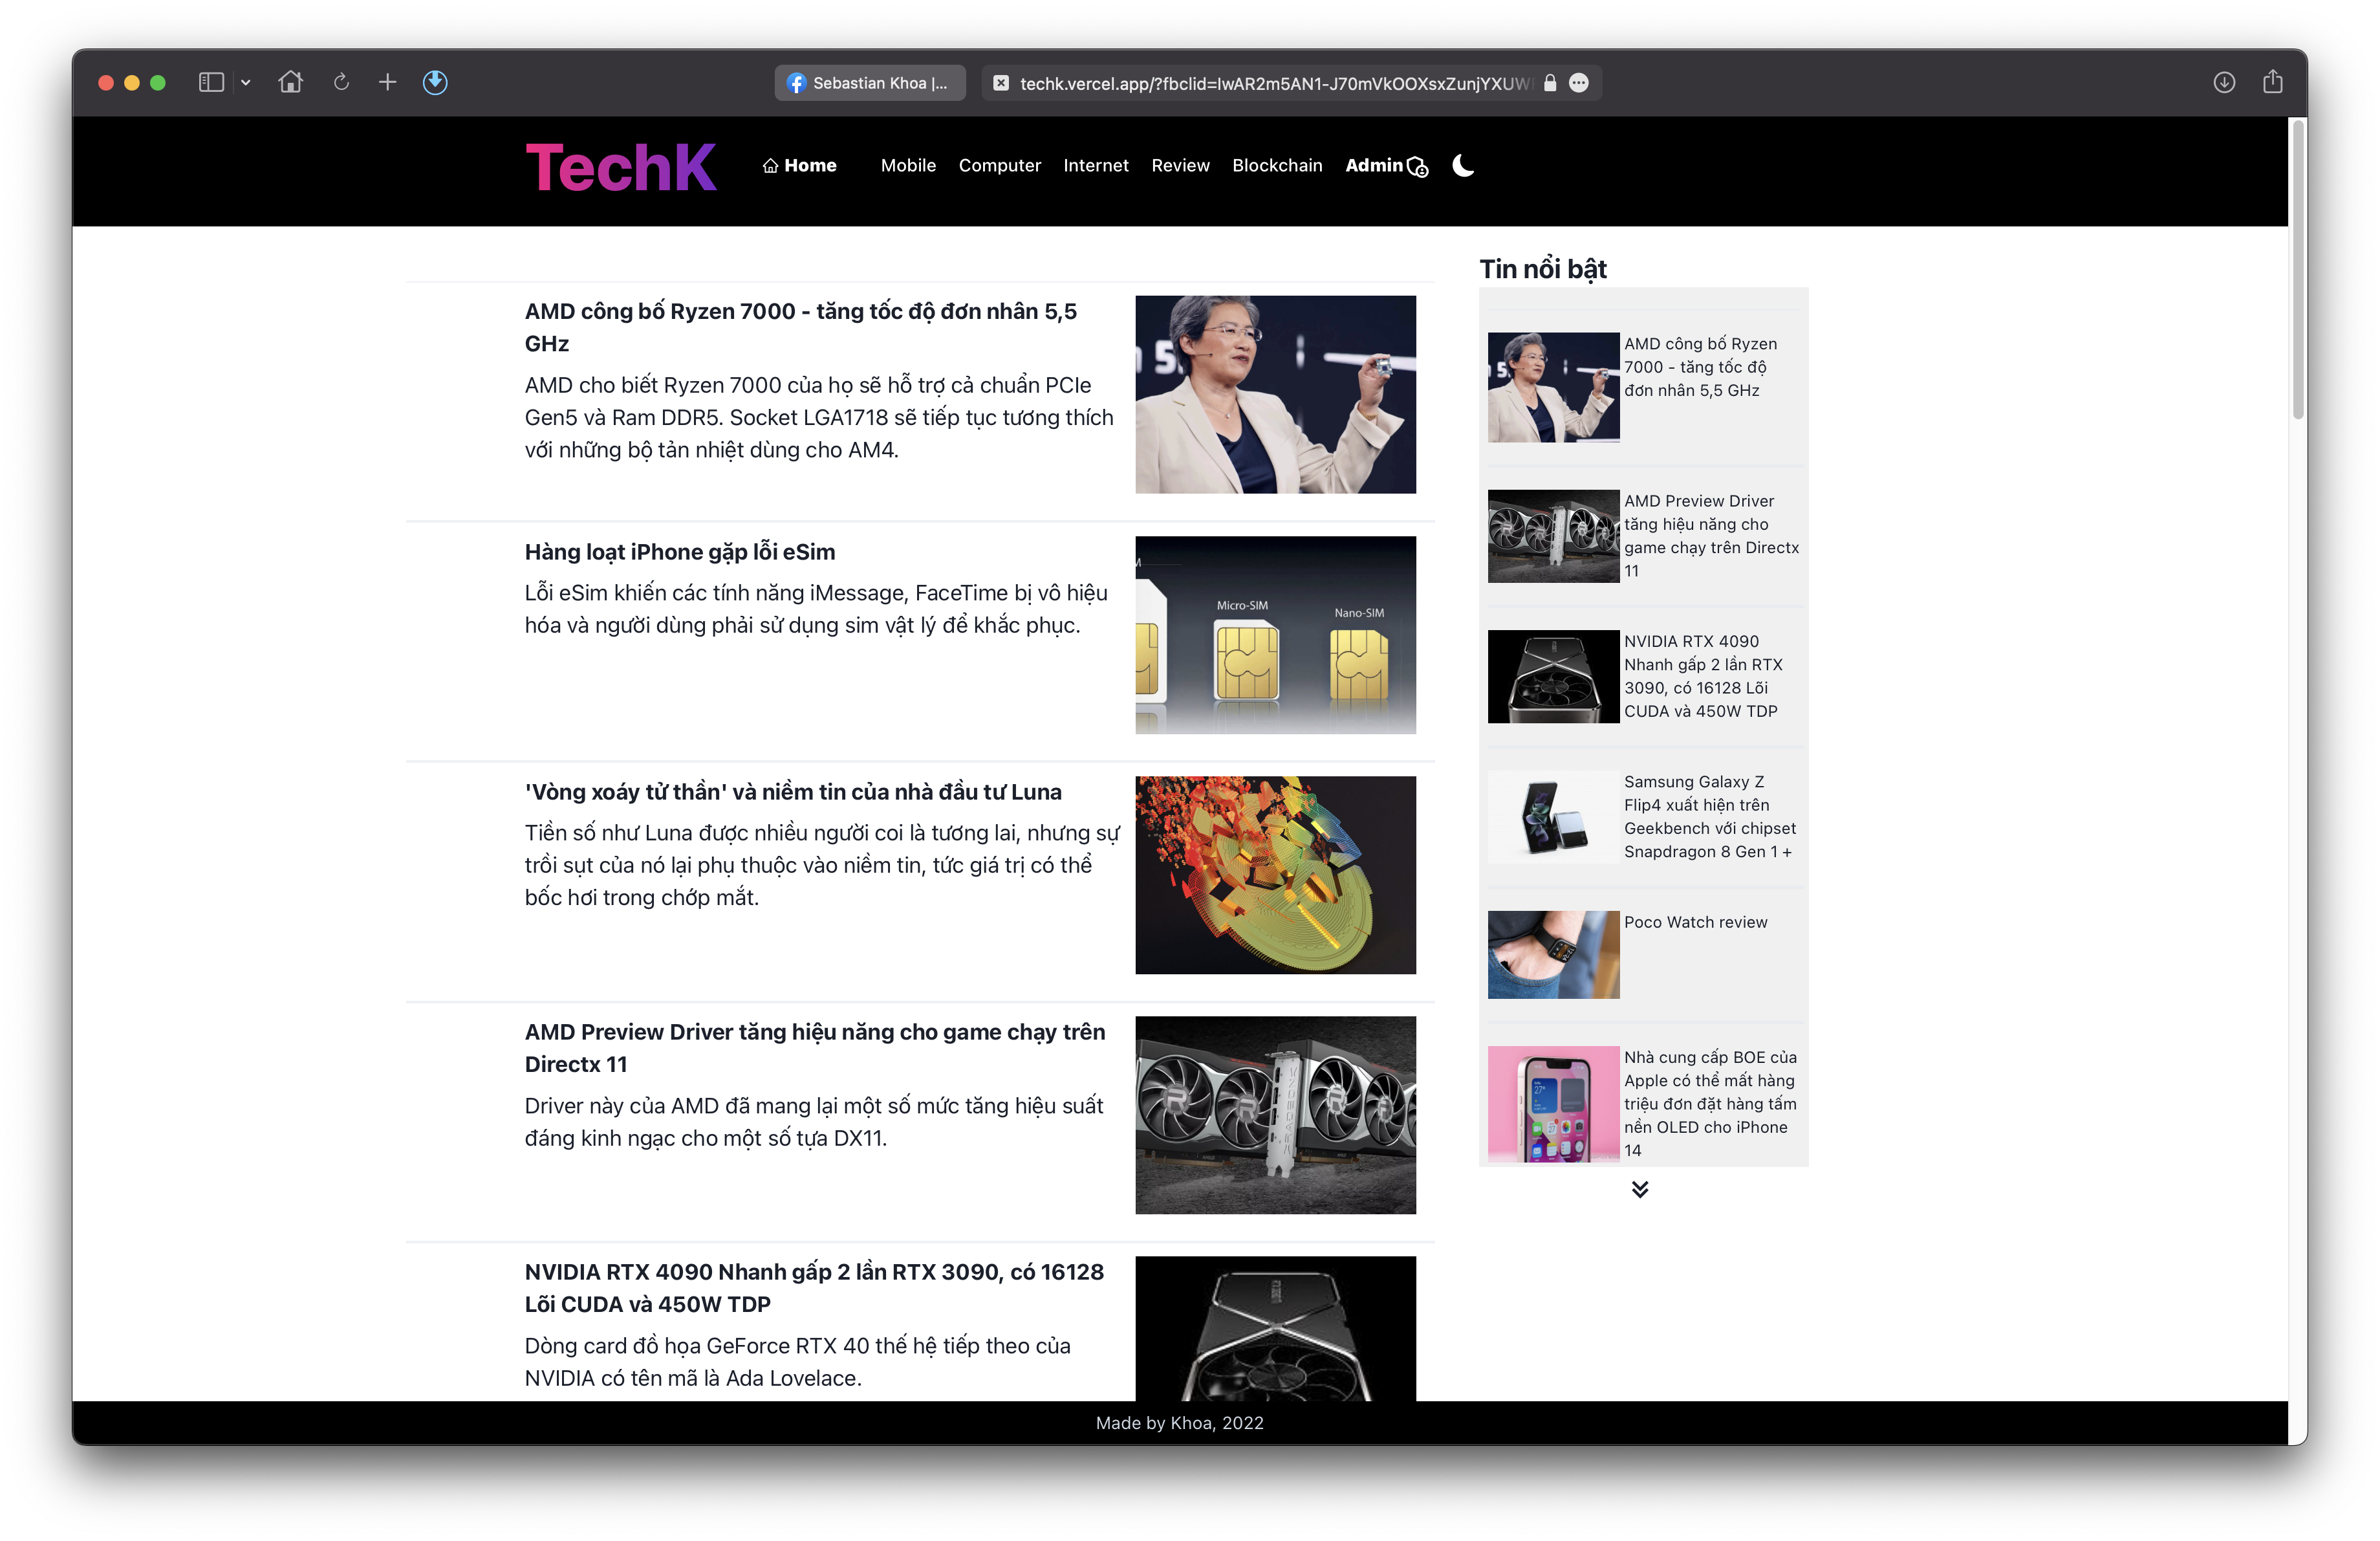 Sebastian Khoa |...
techk.vercel.app/?fbclid=IwAR2m5AN1-J70mVkOOXsxZunjYXUW
TechK
Home Mobile Computer Internet Review Blockchain Admin
AMD công bố Ryzen 7000 - tăng tốc độ đơn nhân 5,5
GHz
AMD cho biết Ryzen 7000 của họ sẽ hỗ trợ cả chuẩn PCIe
Gen5 và Ram DDR5. Socket LGA1718 sẽ tiếp tục tương thích
với những bộ tản nhiệt dùng cho AM4.
Hàng loạt iPhone gặp lỗi eSim
Lỗi eSim khiến các tính năng iMessage, FaceTime bị vô hiệu
hóa và người dùng phải sử dụng sim vật lý để khắc phục.
Micro-SIM
Nano-SIM
'Vòng xoáy tử thần' và niềm tin của nhà đầu tư Luna
Tiền số như Luna được nhiều người coi là tương lai, nhưng sự
trồi sụt của nó lại phụ thuộc vào niềm tin, tức giá trị có thể
bốc hơi trong chớp mắt.
AMD Preview Driver tăng hiệu năng cho game chạy trên
Directx 11
Driver này của AMD đã mang lại một số mức tăng hiệu suất
đáng kinh ngạc cho một số tựa DX11.
NVIDIA RTX 4090 Nhanh gấp 2 lần RTX 3090, có 16128
Lõi CUDA và 450W TDP
Dòng card đồ họa GeForce RTX 40 thế hệ tiếp theo của
NVIDIA có tên mã là Ada Lovelace.
Tin nổi bật
AMD công bố Ryzen
7000 - tăng tốc độ
đơn nhân 5,5 GHz
AMD Preview Driver
tăng hiệu năng cho
game chạy trên Directx
11
NVIDIA RTX 4090
Nhanh gấp 2 lần RTX
3090, có 16128 Lõi
CUDA và 450W TDP
Samsung Galaxy Z
Flip4 xuất hiện trên
Geekbench với chipset
Snapdragon 8 Gen 1 +
Poco Watch review
Nhà cung cấp BOE của
Apple có thể mất hàng
triệu đơn đặt hàng tấm
nền OLED cho iPhone
14
Made by Khoa, 2022